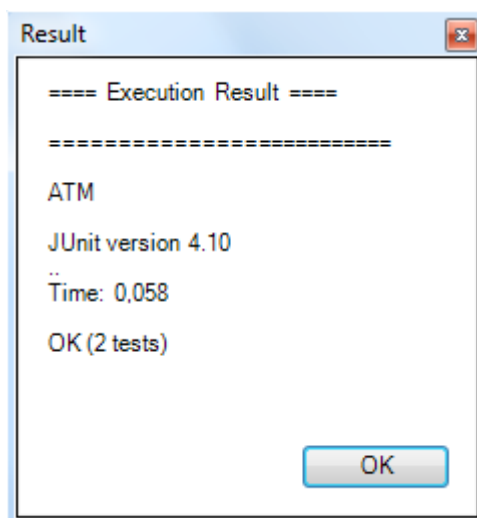 Result
==== Execution Result ====
===========================
ATM
JUnit version 4.10
..
Time: 0,058
OK (2 tests)
OK